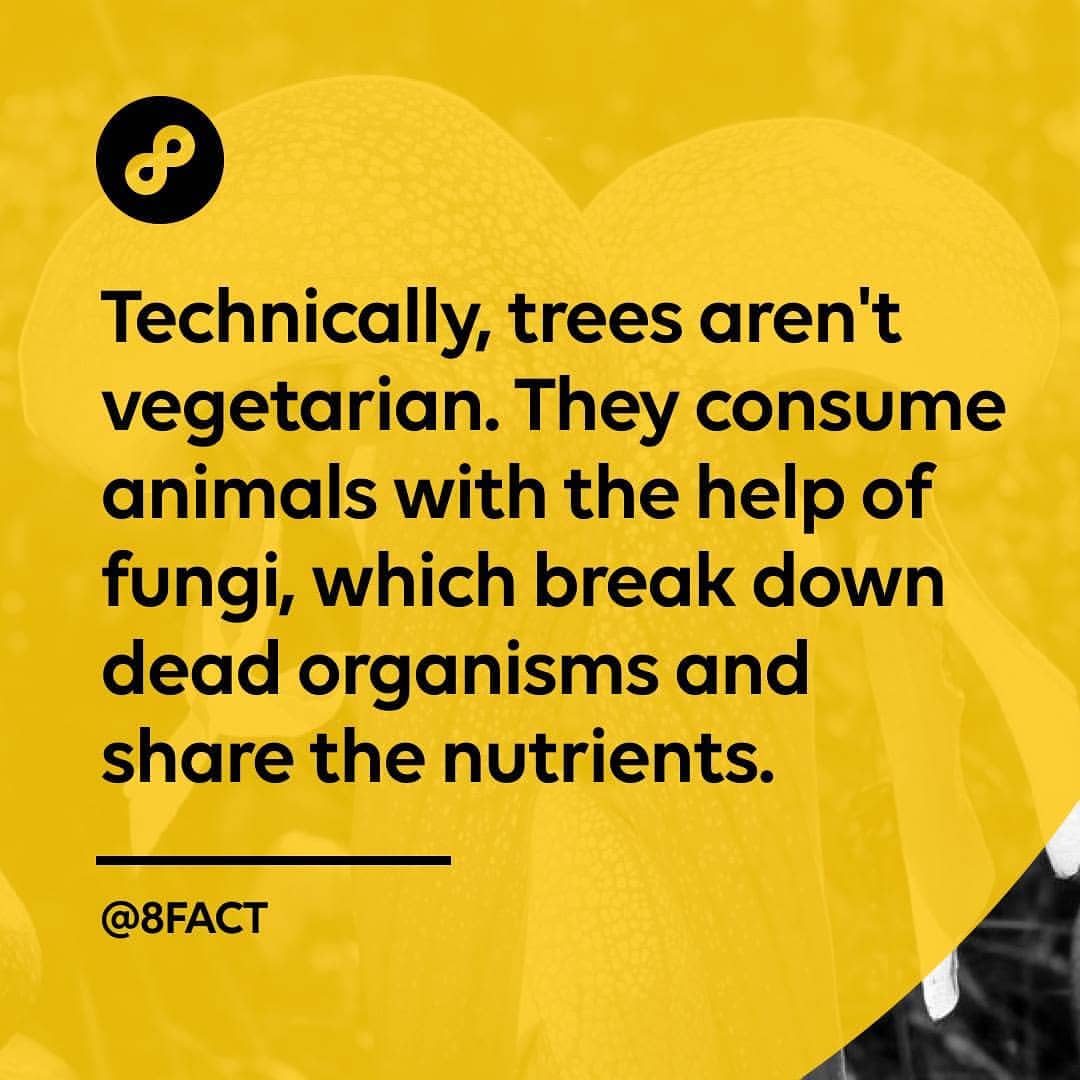 Technically, trees aren't
vegetarian. They consume
animals with the help of
fungi, which break down
dead organisms and
share the nutrients.
@8FACT